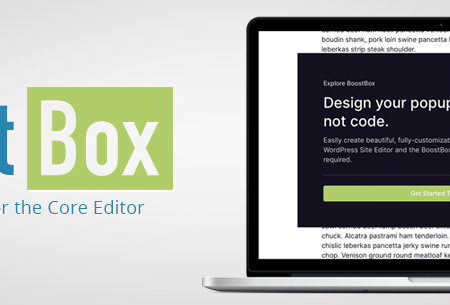 t Box
or the Core Editor
boudin shank, pork loin swine pancetta
leberkas strip steak shoulder.
Explore BoostBox
Design your popup
not code.
Easily create beautiful, fully-customizab
WordPress Site Editor and the BoostBox
required.
Get Started T
chuck. Alcatra pastrami ham tenderloin.
chislic leberkas pancetta jerky swine rum
chop. Venison ground round meatloaf ke